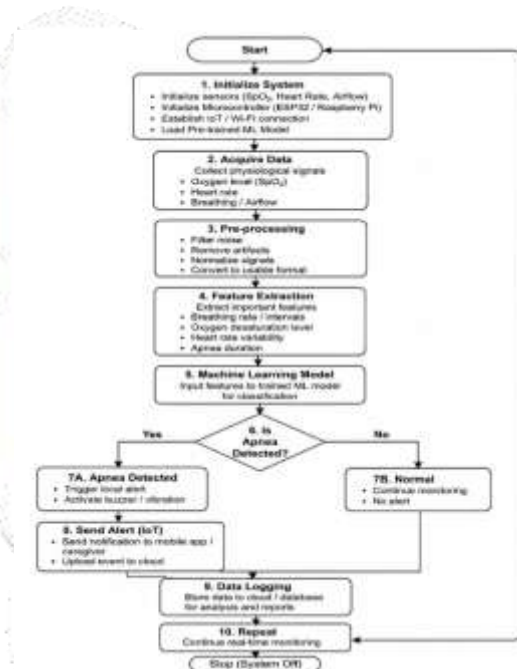 Start
1. Initialize System
• Initialize sensors (SpO₂, Heart Rate, Airflow)
• Initialize Microcontroller (ESP32 / Raspberry Pi)
• Establish IoT / Wi-Fi connection
• Load Pre-trained ML Model
2. Acquire Data
Collect physiological signals
• Oxygen level (SpO₂)
• Heart rate
• Breathing / Airflow
3. Pre-processing
• Filter noise
• Remove artifacts
• Normalize signals
• Convert to usable format
4. Feature Extraction
Extract important features
• Breathing rate / intervals
• Oxygen desaturation level
• Heart rate variability
• Apnea duration
5. Machine Learning Model
Input features to trained ML model
for classification
6. Is
Apnea
Detected?
Yes
No
7A. Apnea Detected
• Trigger local alert
• Activate buzzer / vibration
7B. Normal
• Continue monitoring
• No alert
8. Send Alert (IoT)
• Send notification to mobile app /
caregiver
• Upload event to cloud
9. Data Logging
Store data to cloud / database
for analysis and reports
10. Repeat
Continue real-time monitoring
Stop (System Off)